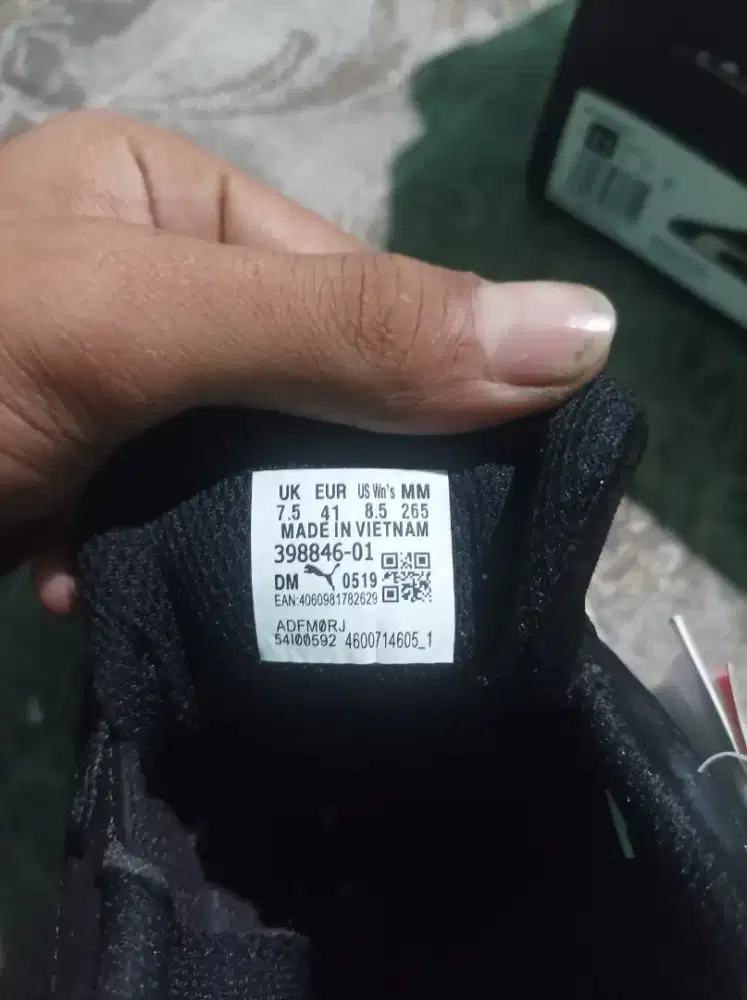 UK EUR US Wn's MM
7.5 41 8.5 265
MADE IN VIETNAM
398846-01
DM 0519
EAN:4060981782629
ADFM0RJ
54100592 4600714605_1